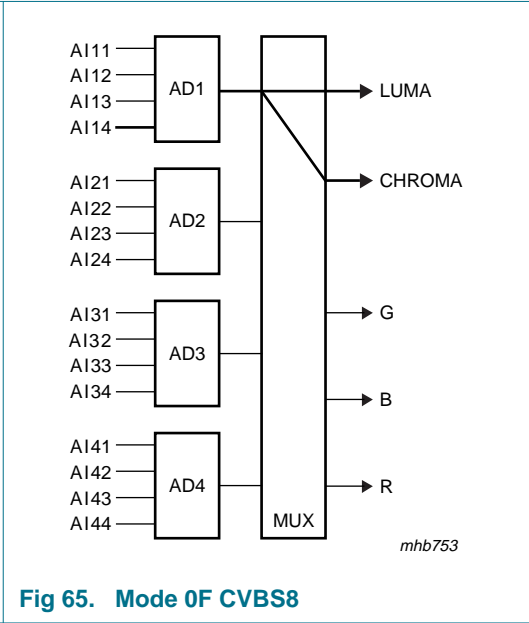 AI11
AI12
AI13
AI14
AD1
LUMA
CHROMA
AI21
AI22
AI23
AI24
AD2
AI31
AI32
AI33
AI34
AD3
G
B
AI41
AI42
AI43
AI44
AD4
R
MUX
mhb753
Fig 65. Mode 0F CVBS8